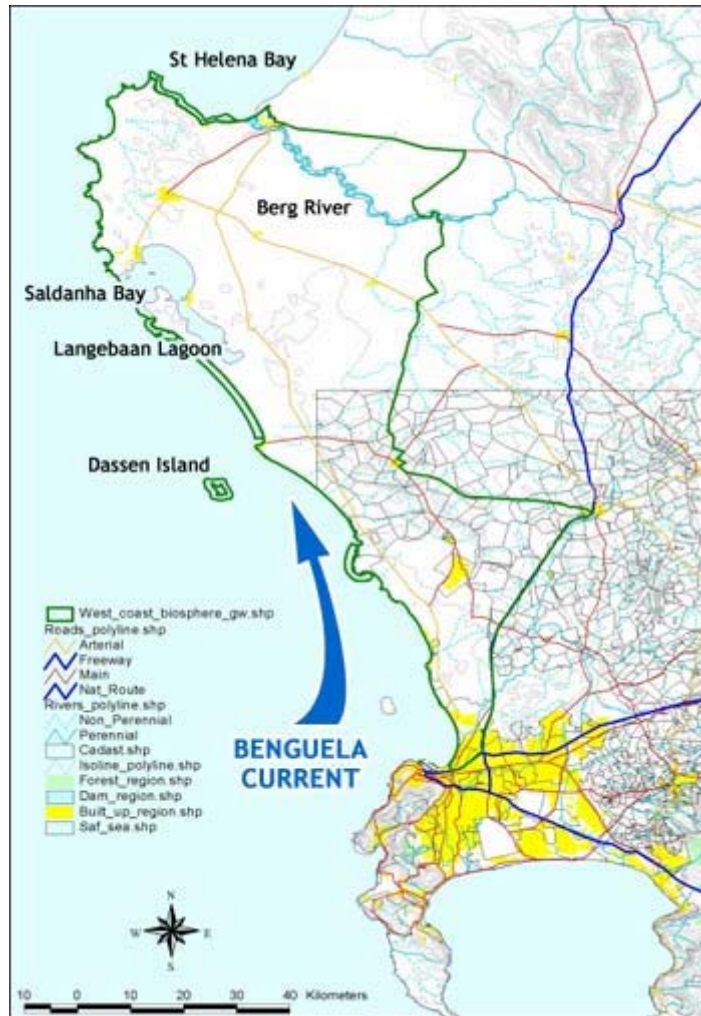 St Helena Bay
Berg River
Saldanha Bay
Langebaan Lagoon
Dassen Island
West_coast_biosphere_gw.shp
Roads_polyline.shp
Arterial
Freeway
Main
Nat_Route
Rivers_polyline.shp
Non_Perennial
Perennial
Cadast.shp
Isoline_polyline.shp
Forest_region.shp
Dam_region.shp
Built_up_region.shp
Saf_sea.shp
BENGUELA
CURRENT
N
W E
S
10 0 10 20 30 40 Kilometers